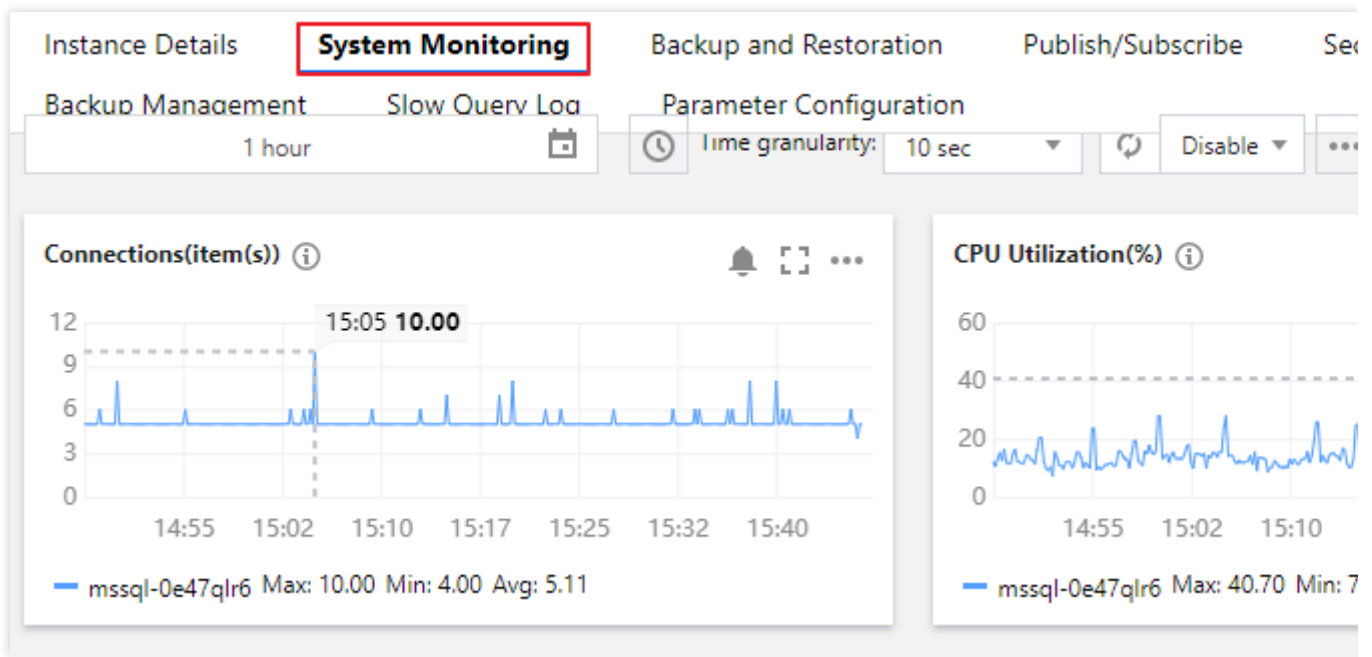 Instance Details System Monitoring Backup and Restoration Publish/Subscribe
Backup Management Slow Query Log Parameter Configuration
1 hour Time granularity: 10 sec Disable
Connections(item(s))
12
15:05 10.00
9
6
3
0
14:55 15:02 15:10 15:17 15:25 15:32 15:40
mssql-0e47qlr6 Max: 10.00 Min: 4.00 Avg: 5.11
CPU Utilization(%)
60
40
20
0
14:55 15:02 15:10
mssql-0e47qlr6 Max: 40.70 Min: 7